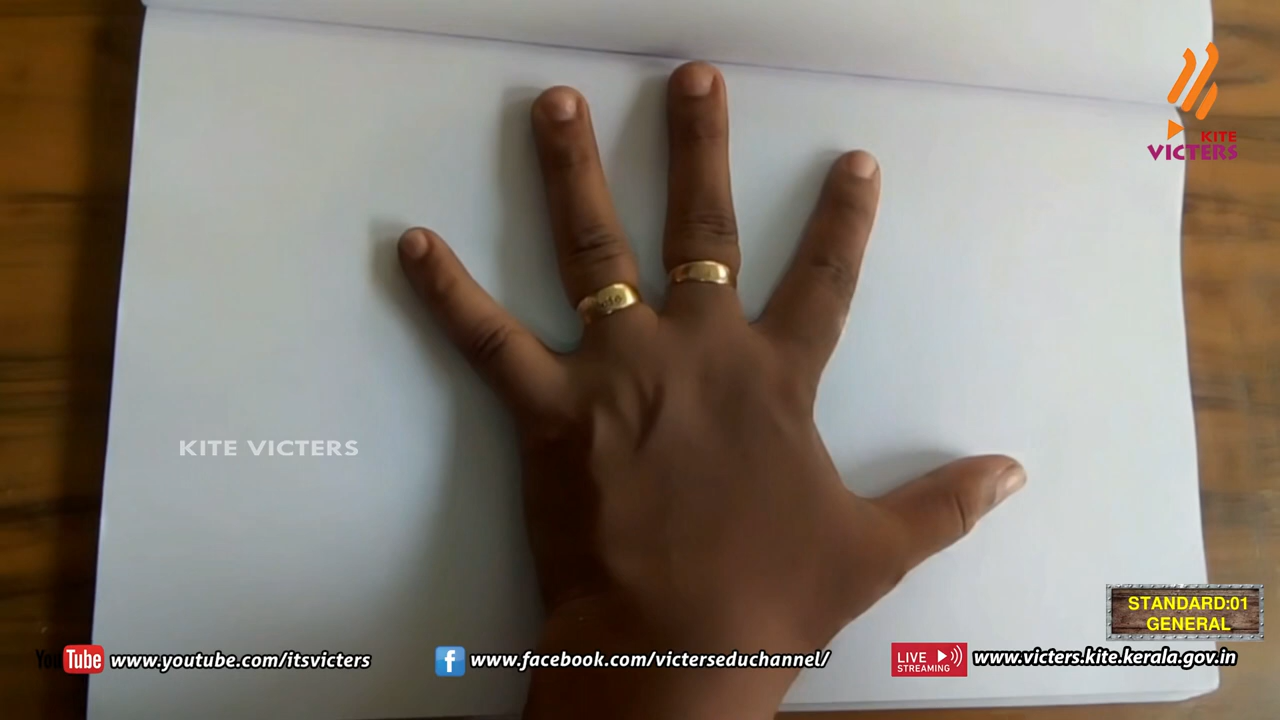 KITE
VICTERS
KITE VICTERS
STANDARD:01
GENERAL
YouTube www.youtube.com/itsvicters
f www.facebook.com/victerseduchannel/
LIVE
STREAMING
www.victers.kite.kerala.gov.in